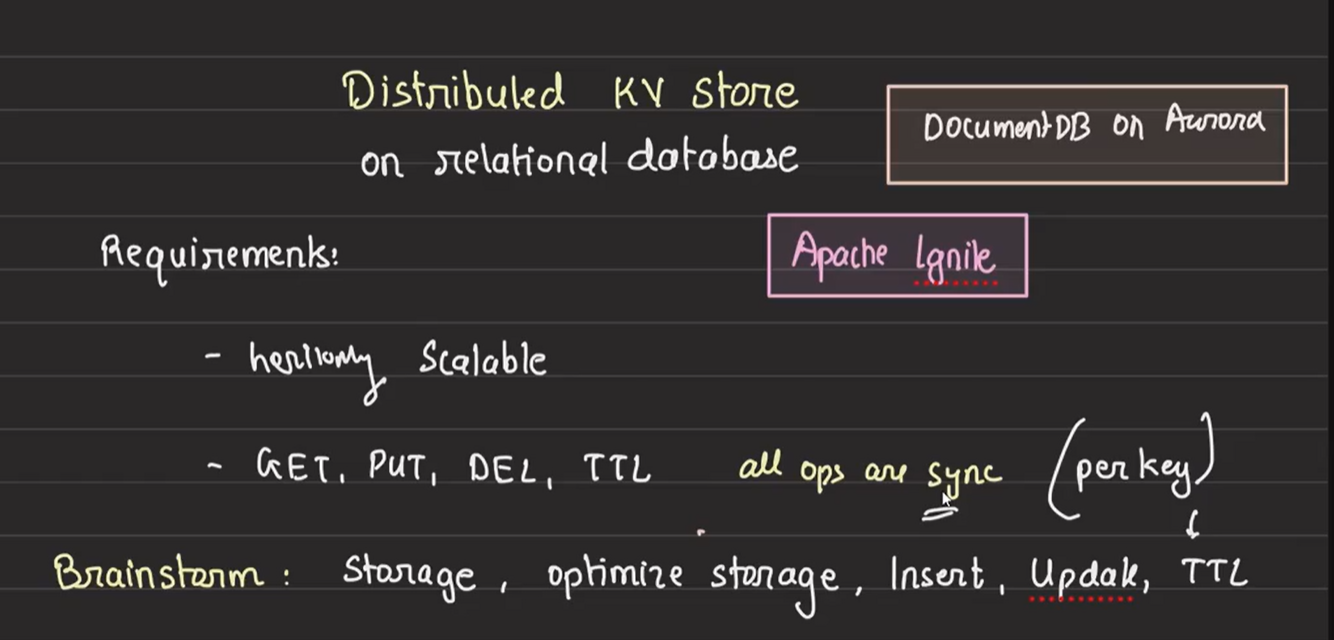 Distributed KV Store
on relational database
DocumentDB on Aurora
Requirements:
Apache Ignite
- Scalable
- GET, PUT, DEL, TTL all ops are sync (per key)
Brainstorm: Storage, optimize storage, Insert, Update, TTL